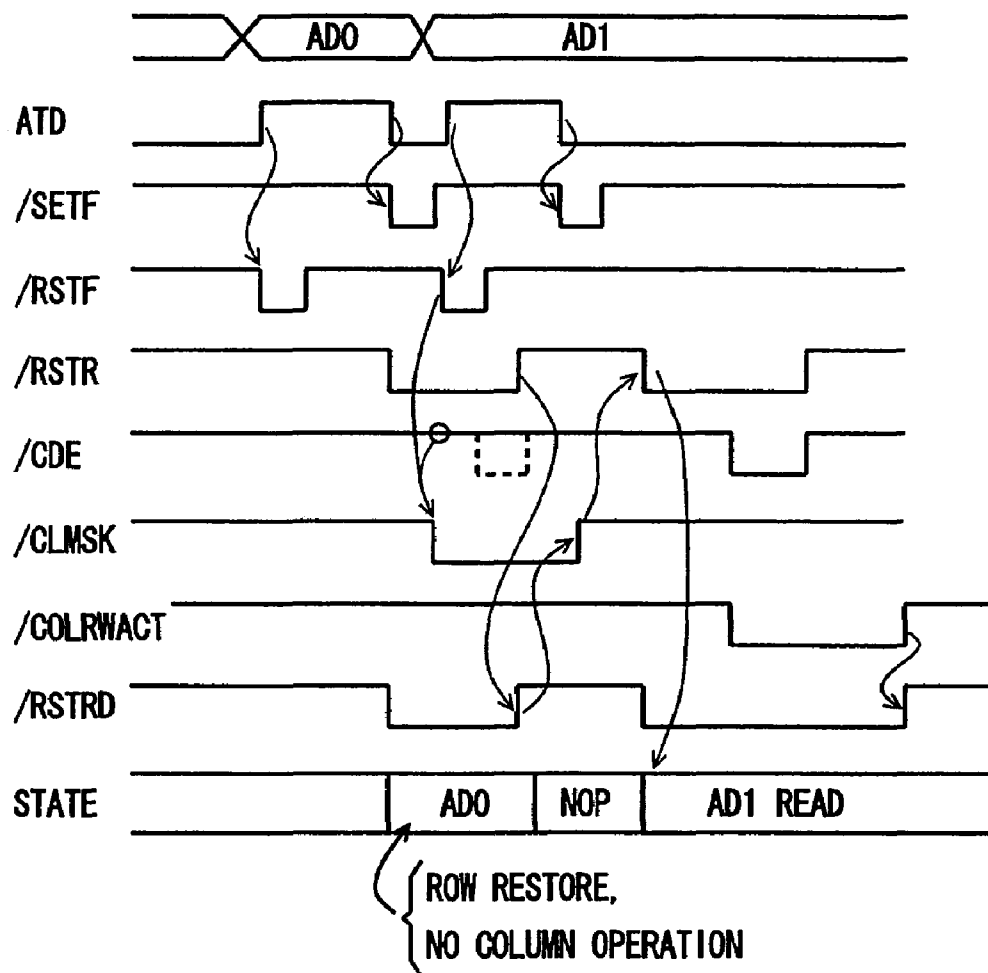 AD0 AD1
ATD
/SETF
/RSTF
/RSTR
/CDE
/CLMSK
/COLRWACT
/RSTRD
STATE AD0 NOP AD1 READ
ROW RESTORE,
NO COLUMN OPERATION